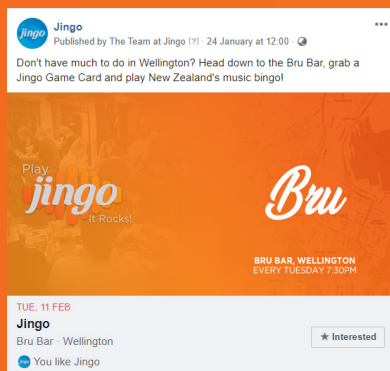 jingo
Jingo
Published by The Team at Jingo [?] · 24 January at 12:00 ·
Don't have much to do in Wellington? Head down to the Bru Bar, grab a
Jingo Game Card and play New Zealand's music bingo!
Play
jingo
It Rocks!
Bru
BRU BAR, WELLINGTON
EVERY TUESDAY 7:30PM
TUE, 11 FEB
Jingo
Bru Bar · Wellington
★ Interested
You like Jingo